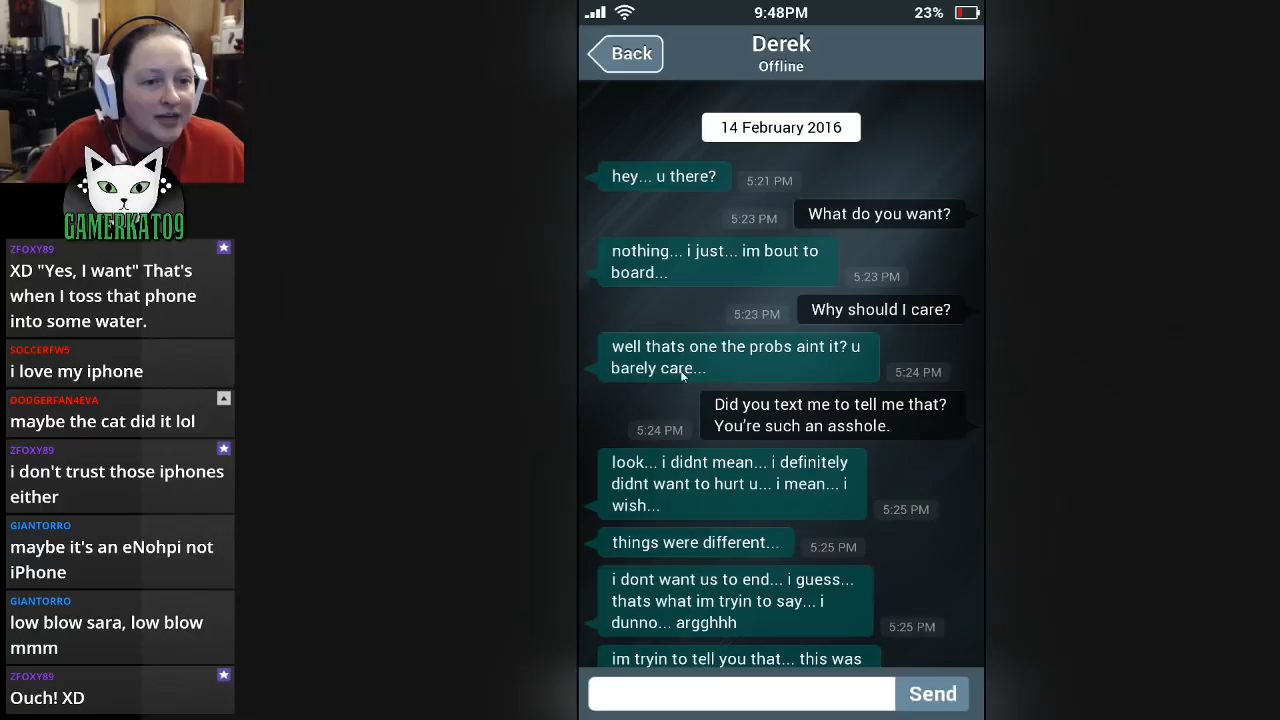 9:48PM
23%
Back
Derek
Offline
14 February 2016
hey... u there?
5:21 PM
What do you want?
5:23 PM
nothing... i just... im bout to
board...
5:23 PM
Why should I care?
5:23 PM
well thats one the probs aint it? u
barely care...
5:24 PM
Did you text me to tell me that?
You're such an asshole.
5:24 PM
look... i didnt mean... i definitely
didnt want to hurt u... i mean... i
wish...
5:25 PM
things were different...
5:25 PM
i dont want us to end... i guess...
thats what im tryin to say... i
dunno... argghhh
5:25 PM
im tryin to tell you that... this was
Send
GAMERKAT09
ZFOXY89
XD "Yes, I want" That's
when I toss that phone
into some water.
SOCCERFW5
i love my iphone
DODGERFAN4EVA
maybe the cat did it lol
ZFOXY89
i don't trust those iphones
either
GIANTORRO
maybe it's an eNohpi not
iPhone
GIANTORRO
low blow sara, low blow
mmm
ZFOXY89
Ouch! XD